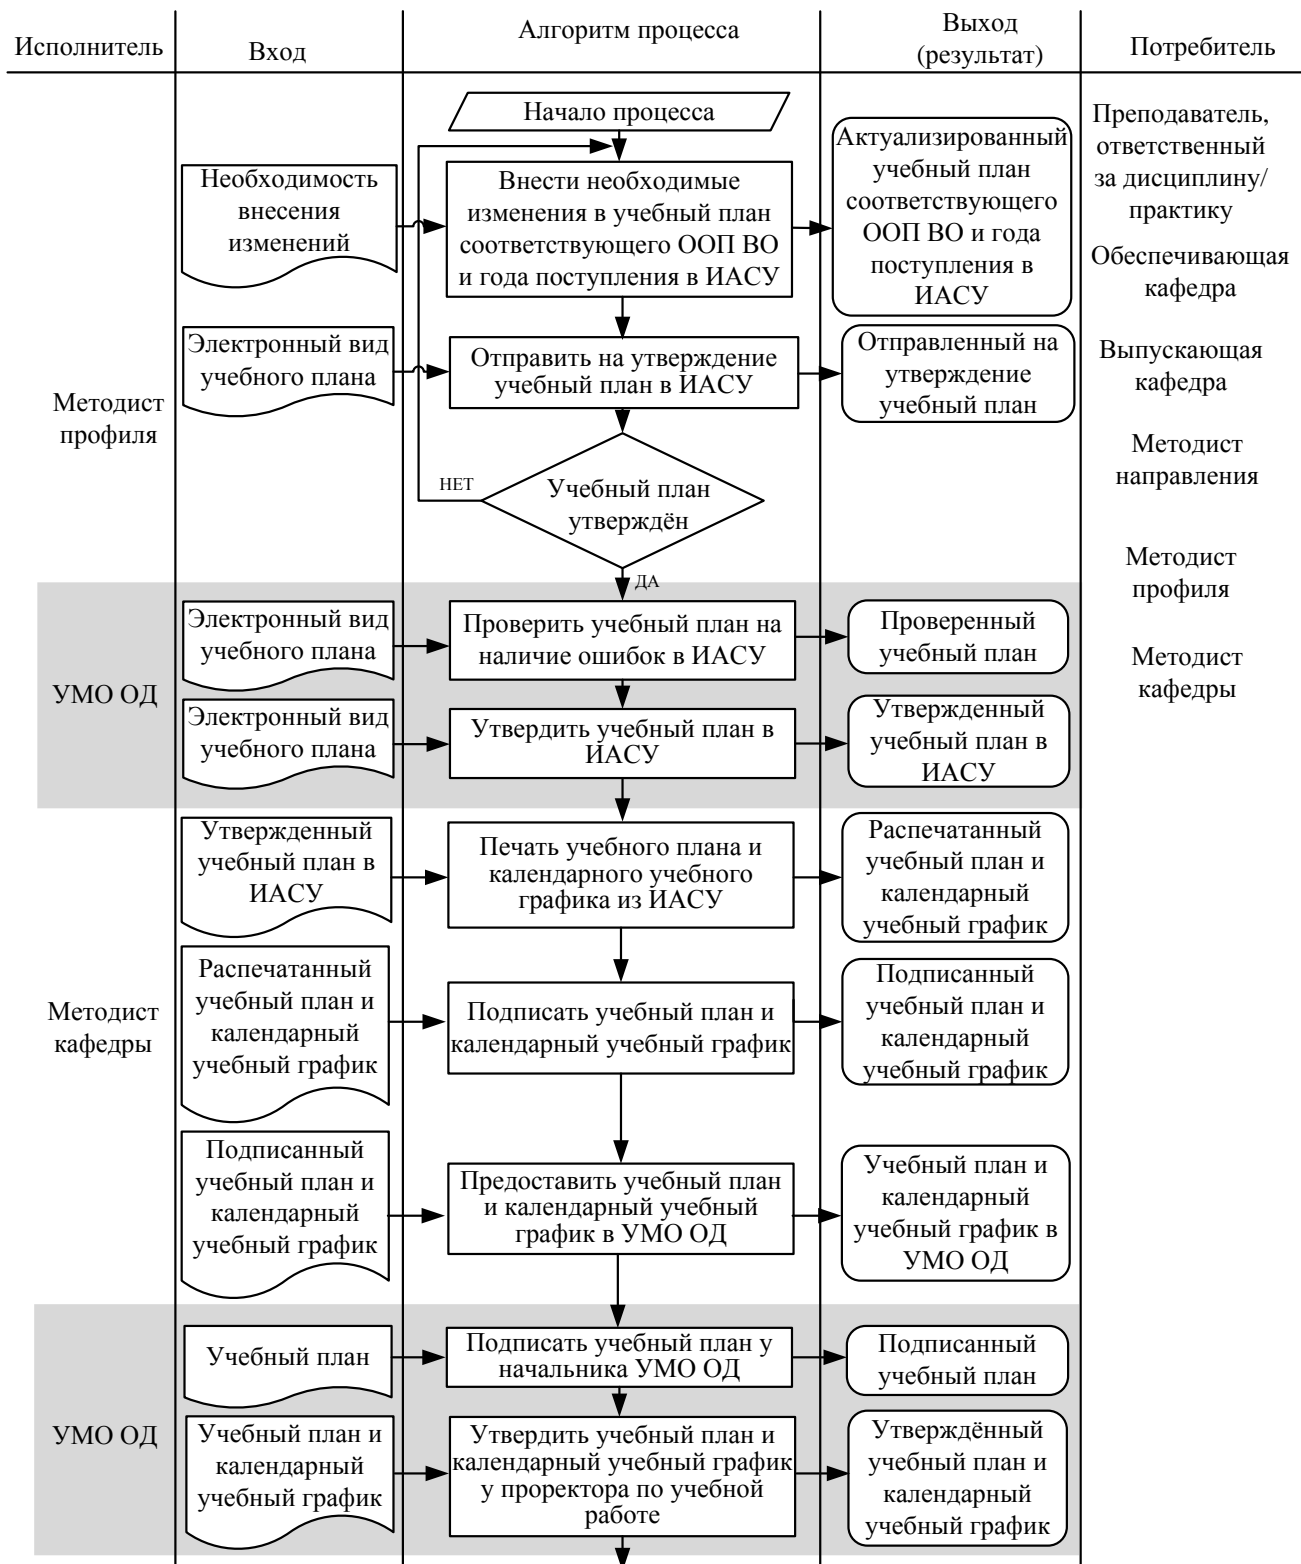 Исполнитель
Вход
Алгоритм процесса
Выход
(результат)
Потребитель
Начало процесса
Методист
профиля
Необходимость
внесения
изменений
Внести необходимые
изменения в учебный план
соответствующего ООП ВО
и года поступления в ИАСУ
Актуализированный
учебный план
соответствующего
ООП ВО и года
поступления в
ИАСУ
Преподаватель,
ответственный
за дисциплину/
практику
Обеспечивающая
кафедра
Выпускающая
кафедра
Методист
направления
Методист
профиля
Методист
кафедры
Электронный вид
учебного плана
Отправить на утверждение
учебный план в ИАСУ
Отправленный на
утверждение
учебный план
НЕТ
Учебный план
утверждён
ДА
УМО ОД
Электронный вид
учебного плана
Проверить учебный план на
наличие ошибок в ИАСУ
Проверенный
учебный план
Электронный вид
учебного плана
Утвердить учебный план в
ИАСУ
Утвержденный
учебный план в
ИАСУ
Методист
кафедры
Утвержденный
учебный план в
ИАСУ
Печать учебного плана и
календарного учебного
графика из ИАСУ
Распечатанный
учебный план и
календарный
учебный график
Распечатанный
учебный план и
календарный
учебный график
Подписать учебный план и
календарный учебный график
Подписанный
учебный план и
календарный
учебный график
Подписанный
учебный план и
календарный
учебный график
Предоставить учебный план
и календарный учебный
график в УМО ОД
Учебный план и
календарный
учебный график в
УМО ОД
УМО ОД
Учебный план
Подписать учебный план у
начальника УМО ОД
Подписанный
учебный план
Учебный план и
календарный
учебный график
Утвердить учебный план и
календарный учебный график
у проректора по учебной
работе
Утверждённый
учебный план и
календарный
учебный график